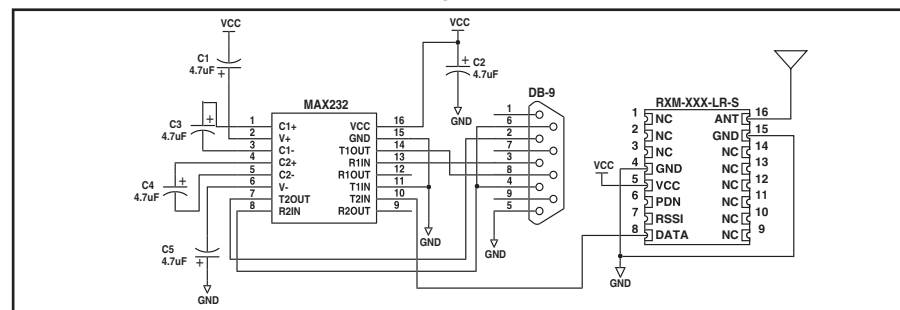 VCC
C1
4.7uF
+
VCC
+
C2
4.7uF
GND
C3
4.7uF
+
C4
4.7uF
+
C5
4.7uF
+
GND
MAX232
1 C1+ VCC 16
2 V+ GND 15
3 C1- T1OUT 14
4 C2+ R1IN 13
5 C2- R1OUT 12
6 V- T1IN 11
7 T2OUT T2IN 10
8 R2IN R2OUT 9
GND
DB-9
1
6
2
7
3
8
4
9
5
GND
RXM-XXX-LR-S
1 NC ANT 16
2 NC GND 15
3 NC NC 14
4 GND NC 13
VCC
5 VCC NC 12
6 PDN NC 11
7 RSSI NC 10
8 DATA NC 9
GND